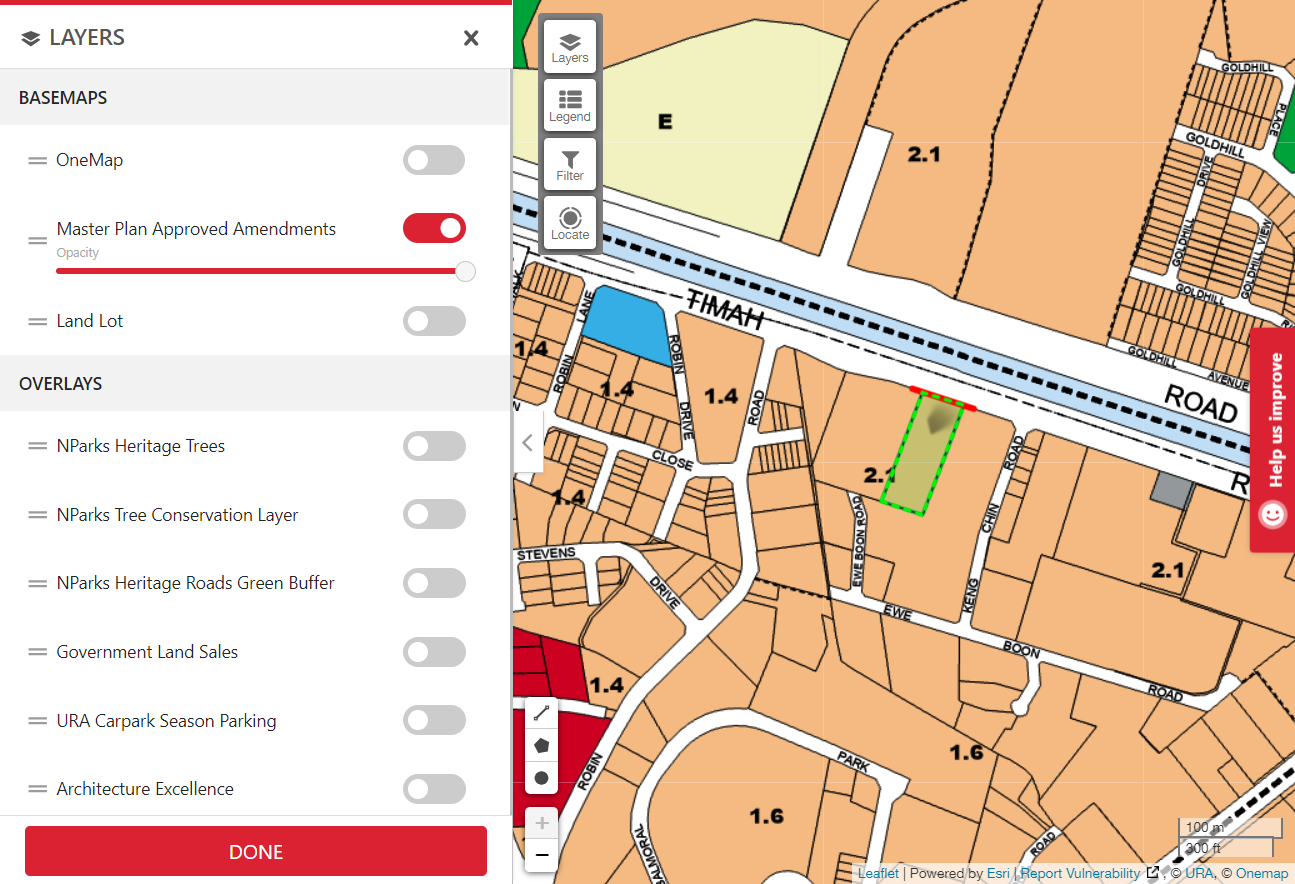 LAYERS
BASEMAPS
OneMap
Master Plan Approved Amendments
Opacity
Land Lot
OVERLAYS
NParks Heritage Trees
NParks Tree Conservation Layer
NParks Heritage Roads Green Buffer
Government Land Sales
URA Carpark Season Parking
Architecture Excellence
DONE
Layers
Legend
Filter
Locate
E
2.1
GOLDHILL
PLACE
GOLDHILL
DRIVE
GOLDHILL
GOLDHILL VIEW
GOLDHILL
GOLDHILL
AVENUE
TIMAH
ROAD
LANE
ROBIN
1.4
1.4
ROBIN
DRIVE
1.4
ROAD
CLOSE
1.4
2.1
ROAD
CHIN
KENG
EWE BOON ROAD
STEVENS
DRIVE
2.1
EWE
BOON
ROAD
1.4
ROBIN
PARK
1.6
1.6
BALMORAL
ROAD
Help us improve
100 m
300 ft
Leaflet | Powered by Esri | Report Vulnerability , © URA, © Onemap